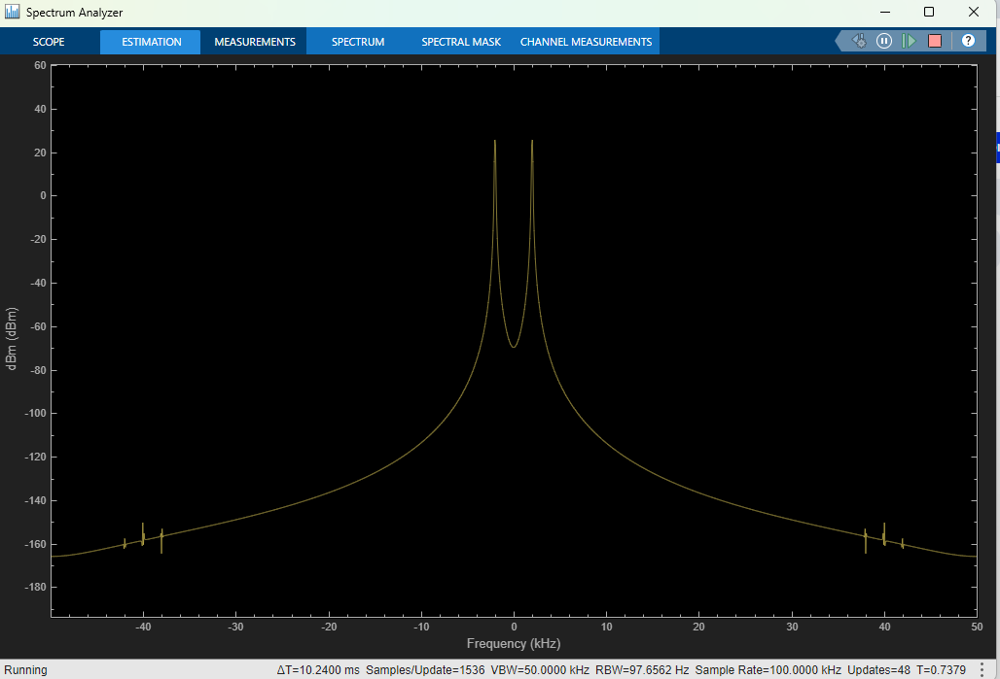 Spectrum Analyzer
SCOPE ESTIMATION MEASUREMENTS SPECTRUM SPECTRAL MASK CHANNEL MEASUREMENTS ?
60
40
20
0
-20
-40
-60
-80
-100
-120
-140
-160
-180
dBm (dBm)
-40 -30 -20 -10 0 10 20 30 40 50
Frequency (kHz)
Running ΔT=10.2400 ms Samples/Update=1536 VBW=50.0000 kHz RBW=97.6562 Hz Sample Rate=100.0000 kHz Updates=48 T=0.7379